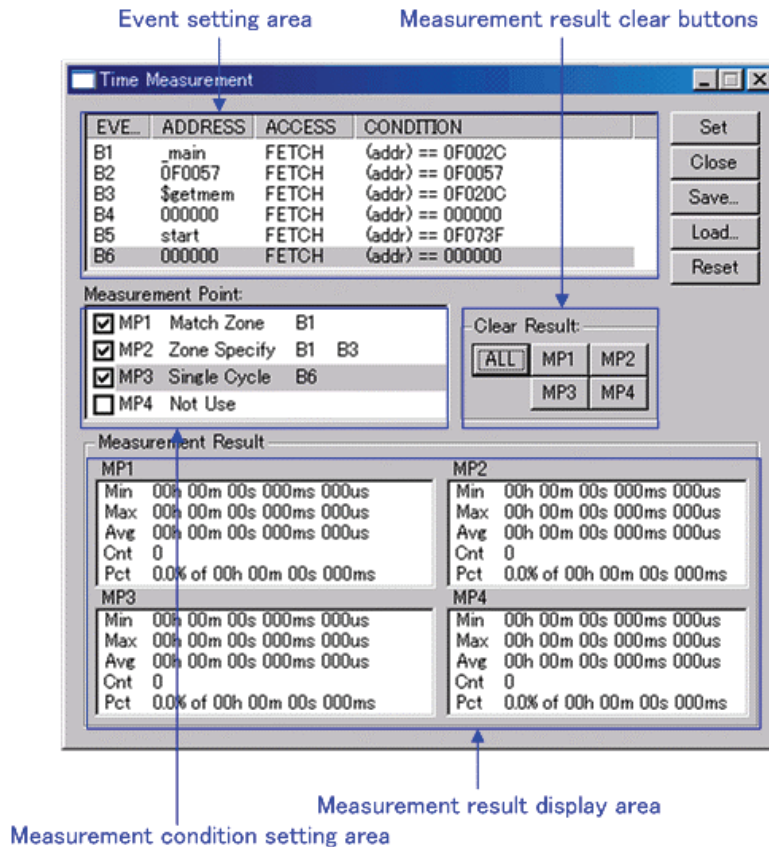 Event setting area
Measurement result clear buttons
Time Measurement
EVE... ADDRESS ACCESS CONDITION
B1 _main FETCH (addr) == 0F002C
B2 0F0057 FETCH (addr) == 0F0057
B3 $getmem FETCH (addr) == 0F020C
B4 000000 FETCH (addr) == 000000
B5 start FETCH (addr) == 0F073F
B6 000000 FETCH (addr) == 000000
Set
Close
Save...
Load...
Reset
Measurement Point:
MP1 Match Zone B1
MP2 Zone Specify B1 B3
MP3 Single Cycle B6
MP4 Not Use
Clear Result:
ALL MP1 MP2
MP3 MP4
Measurement Result
MP1
Min 00h 00m 00s 000ms 000us
Max 00h 00m 00s 000ms 000us
Avg 00h 00m 00s 000ms 000us
Cnt 0
Pct 0.0% of 00h 00m 00s 000ms
MP2
Min 00h 00m 00s 000ms 000us
Max 00h 00m 00s 000ms 000us
Avg 00h 00m 00s 000ms 000us
Cnt 0
Pct 0.0% of 00h 00m 00s 000ms
MP3
Min 00h 00m 00s 000ms 000us
Max 00h 00m 00s 000ms 000us
Avg 00h 00m 00s 000ms 000us
Cnt 0
Pct 0.0% of 00h 00m 00s 000ms
MP4
Min 00h 00m 00s 000ms 000us
Max 00h 00m 00s 000ms 000us
Avg 00h 00m 00s 000ms 000us
Cnt 0
Pct 0.0% of 00h 00m 00s 000ms
Measurement result display area
Measurement condition setting area